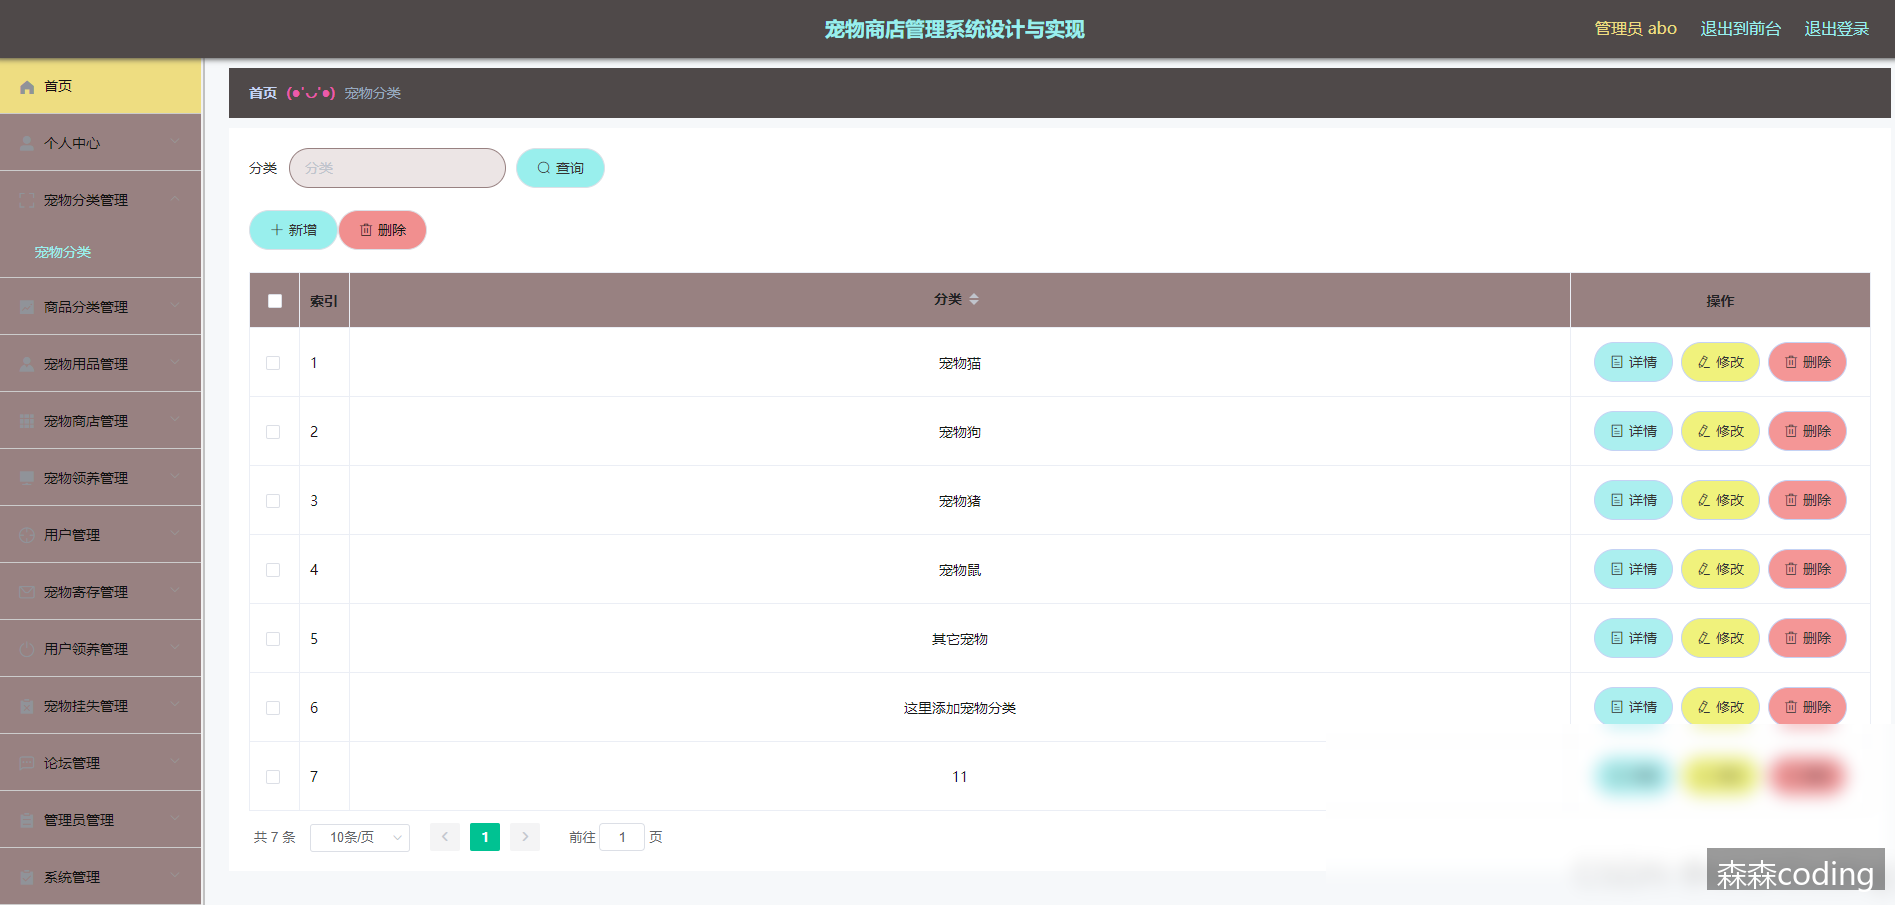 宠物商店管理系统设计与实现
管理员 abo 退出到前台 退出登录
首页
个人中心
宠物分类管理
宠物分类
商品分类管理
宠物用品管理
宠物商店管理
宠物领养管理
用户管理
宠物寄存管理
用户领养管理
宠物挂失管理
论坛管理
管理员管理
系统管理
首页 (●'◡'●) 宠物分类
分类 分类 查询
新增 删除
索引 分类 操作
1 宠物猫 详情 修改 删除
2 宠物狗 详情 修改 删除
3 宠物猪 详情 修改 删除
4 宠物鼠 详情 修改 删除
5 其它宠物 详情 修改 删除
6 这里添加宠物分类 详情 修改 删除
7 11
共 7 条 10条/页 1 前往 1 页
森森coding